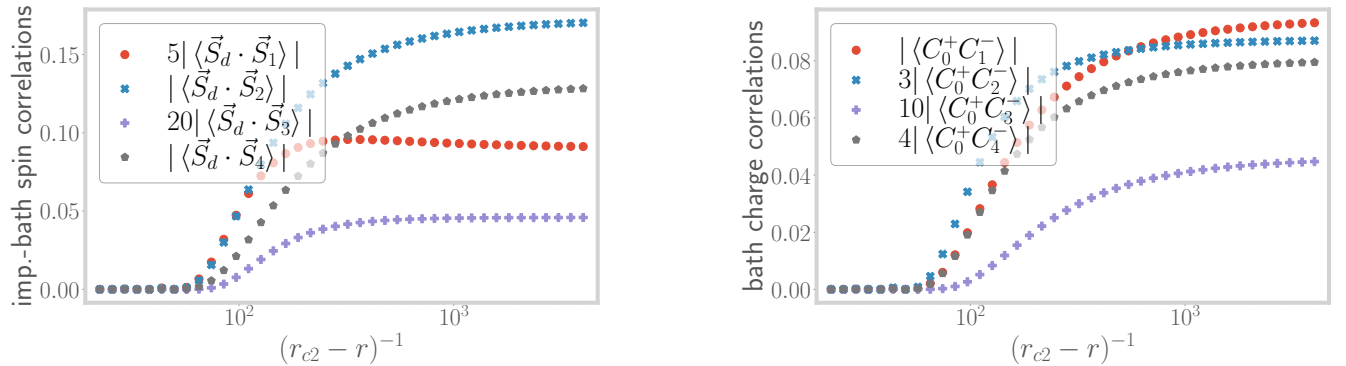 imp.-bath spin correlations
0.15
0.10
0.05
0.00
5|⟨S⃗_d · S⃗_1⟩|
|⟨S⃗_d · S⃗_2⟩|
20|⟨S⃗_d · S⃗_3⟩|
|⟨S⃗_d · S⃗_4⟩|
10^2
10^3
(r_{c2} − r)^{−1}
bath charge correlations
0.08
0.06
0.04
0.02
0.00
|⟨C_0^+ C_1^−⟩|
3|⟨C_0^+ C_2^−⟩|
10|⟨C_0^+ C_3^−⟩|
4|⟨C_0^+ C_4^−⟩|
10^2
10^3
(r_{c2} − r)^{−1}